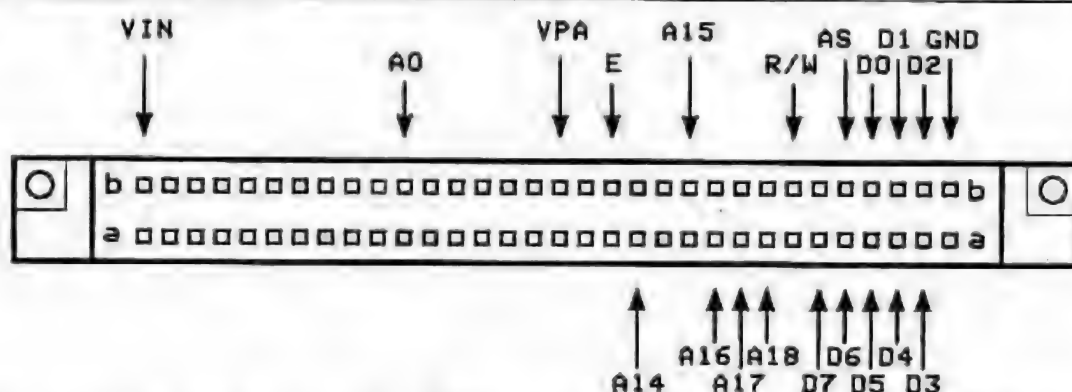 VIN VPA A15 AS D1 GND
A0 E R/W D0 D2
b b
a a
A16 A18 D6 D4
A14 A17 D7 D5 D3